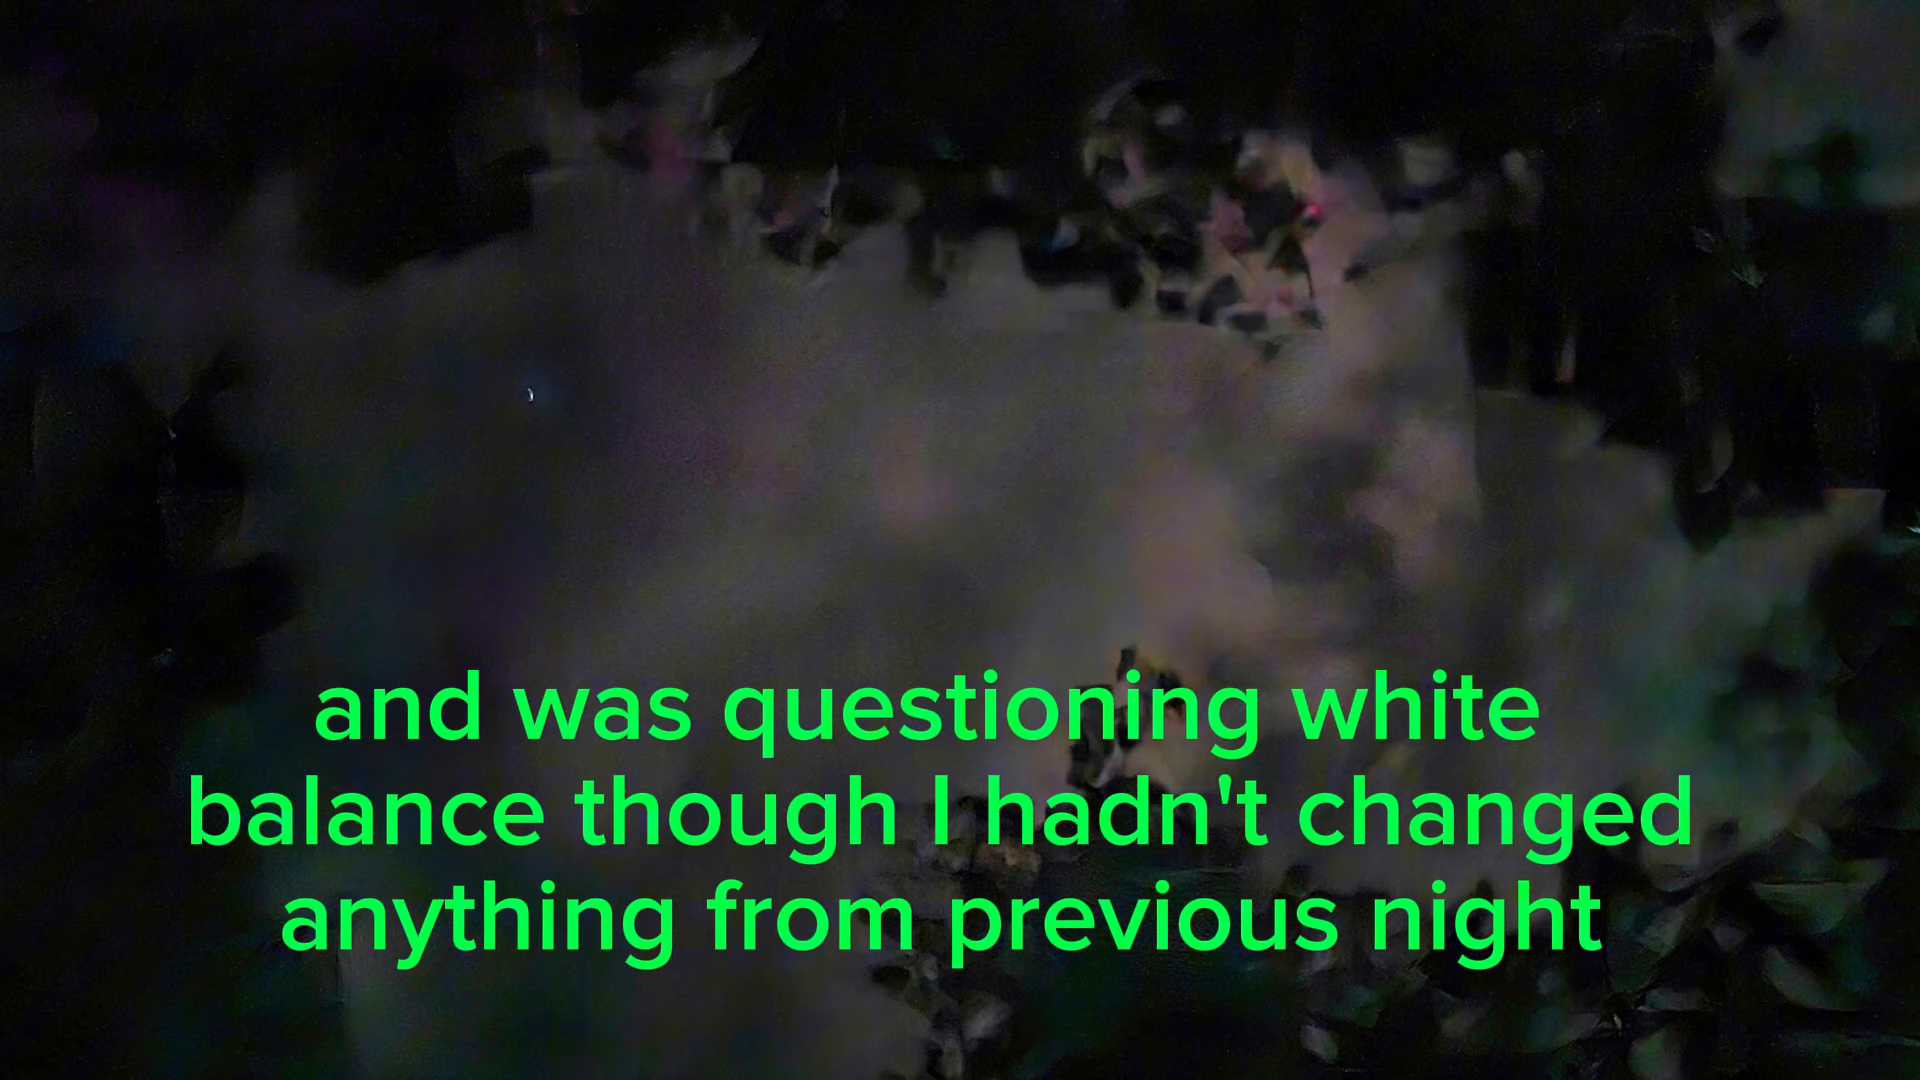 and was questioning white
balance though I hadn't changed
anything from previous night